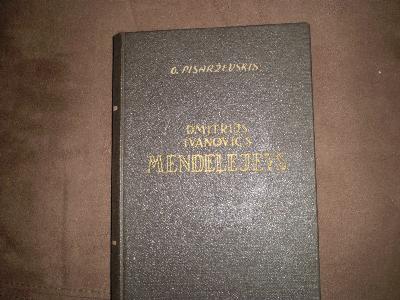 O. PISARŽEVSKIS
DMITRIJS
IVANOVIČS
MENDELEJEVS